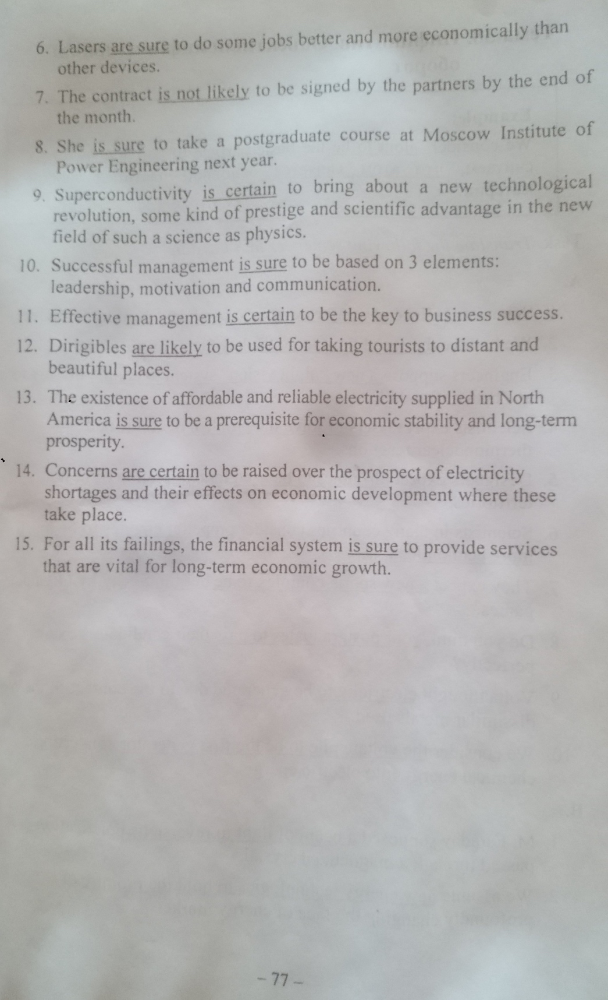 6. Lasers are sure to do some jobs better and more economically than
other devices.
7. The contract is not likely to be signed by the partners by the end of
the month.
8. She is sure to take a postgraduate course at Moscow Institute of
Power Engineering next year.
9. Superconductivity is certain to bring about a new technological
revolution, some kind of prestige and scientific advantage in the new
field of such a science as physics.
10. Successful management is sure to be based on 3 elements:
leadership, motivation and communication.
11. Effective management is certain to be the key to business success.
12. Dirigibles are likely to be used for taking tourists to distant and
beautiful places.
13. The existence of affordable and reliable electricity supplied in North
America is sure to be a prerequisite for economic stability and long-term
prosperity.
14. Concerns are certain to be raised over the prospect of electricity
shortages and their effects on economic development where these
take place.
15. For all its failings, the financial system is sure to provide services
that are vital for long-term economic growth.
– 77 –